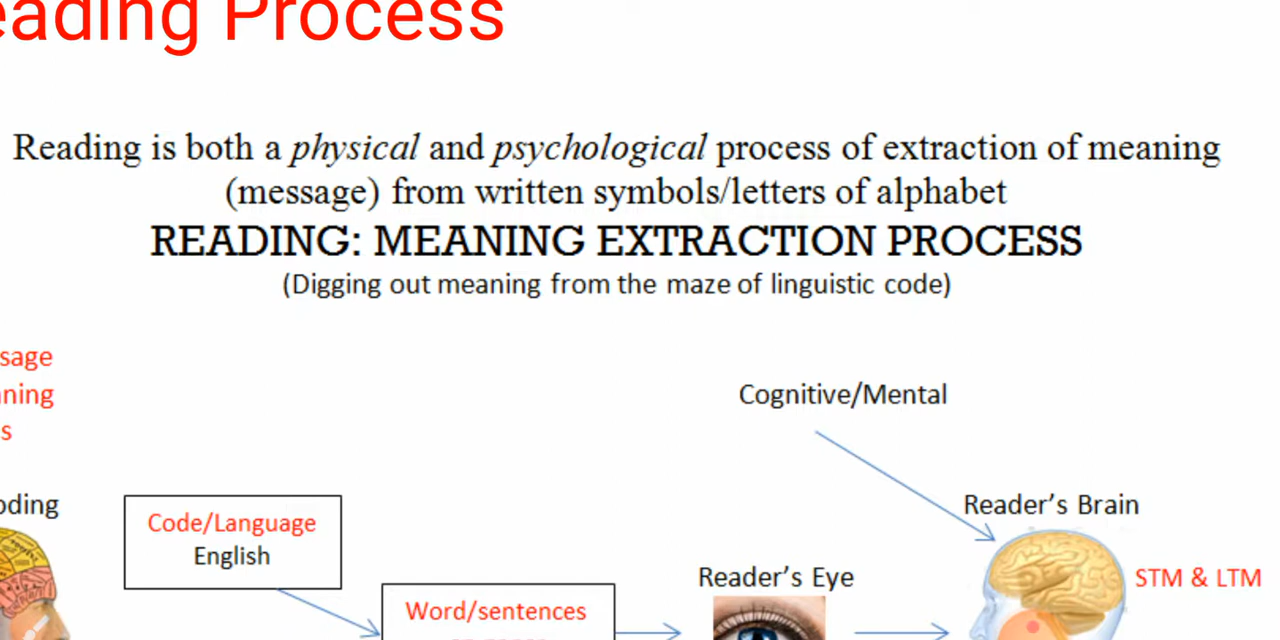 eading Process
Reading is both a physical and psychological process of extraction of meaning
(message) from written symbols/letters of alphabet
READING: MEANING EXTRACTION PROCESS
(Digging out meaning from the maze of linguistic code)
sage
ning
s
Cognitive/Mental
oding
Code/Language
English
Reader's Brain
Reader's Eye
STM & LTM
Word/sentences